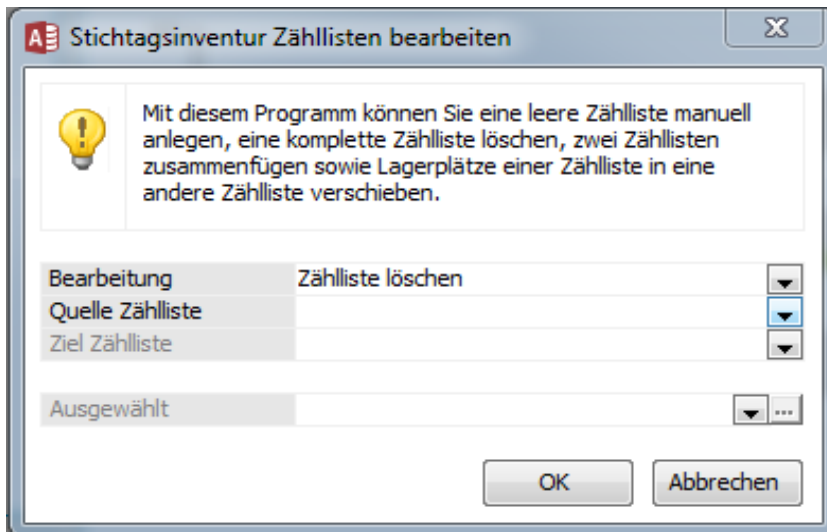 Stichtagsinventur Zähllisten bearbeiten
Mit diesem Programm können Sie eine leere Zählliste manuell
anlegen, eine komplette Zählliste löschen, zwei Zähllisten
zusammenfügen sowie Lagerplätze einer Zählliste in eine
andere Zählliste verschieben.
Bearbeitung Zählliste löschen
Quelle Zählliste
Ziel Zählliste
Ausgewählt ...
OK Abbrechen